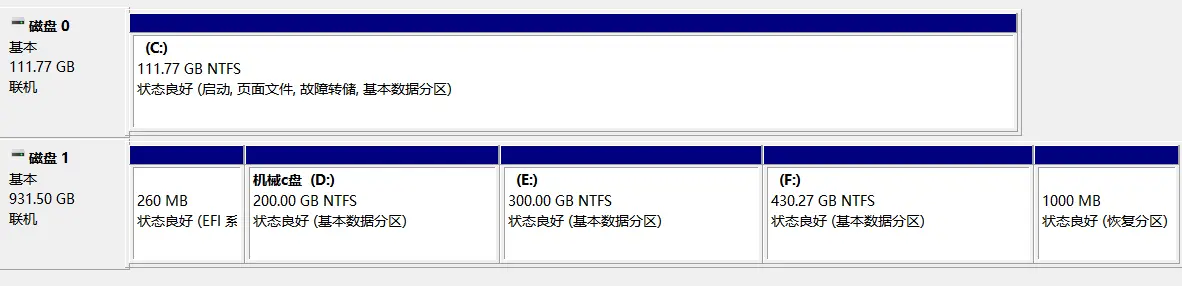 磁盘 0
基本
111.77 GB
联机
(C:)
111.77 GB NTFS
状态良好 (启动, 页面文件, 故障转储, 基本数据分区)
磁盘 1
基本
931.50 GB
联机
260 MB
状态良好 (EFI 系
机械c盘 (D:)
200.00 GB NTFS
状态良好 (基本数据分区)
(E:)
300.00 GB NTFS
状态良好 (基本数据分区)
(F:)
430.27 GB NTFS
状态良好 (基本数据分区)
1000 MB
状态良好 (恢复分区)